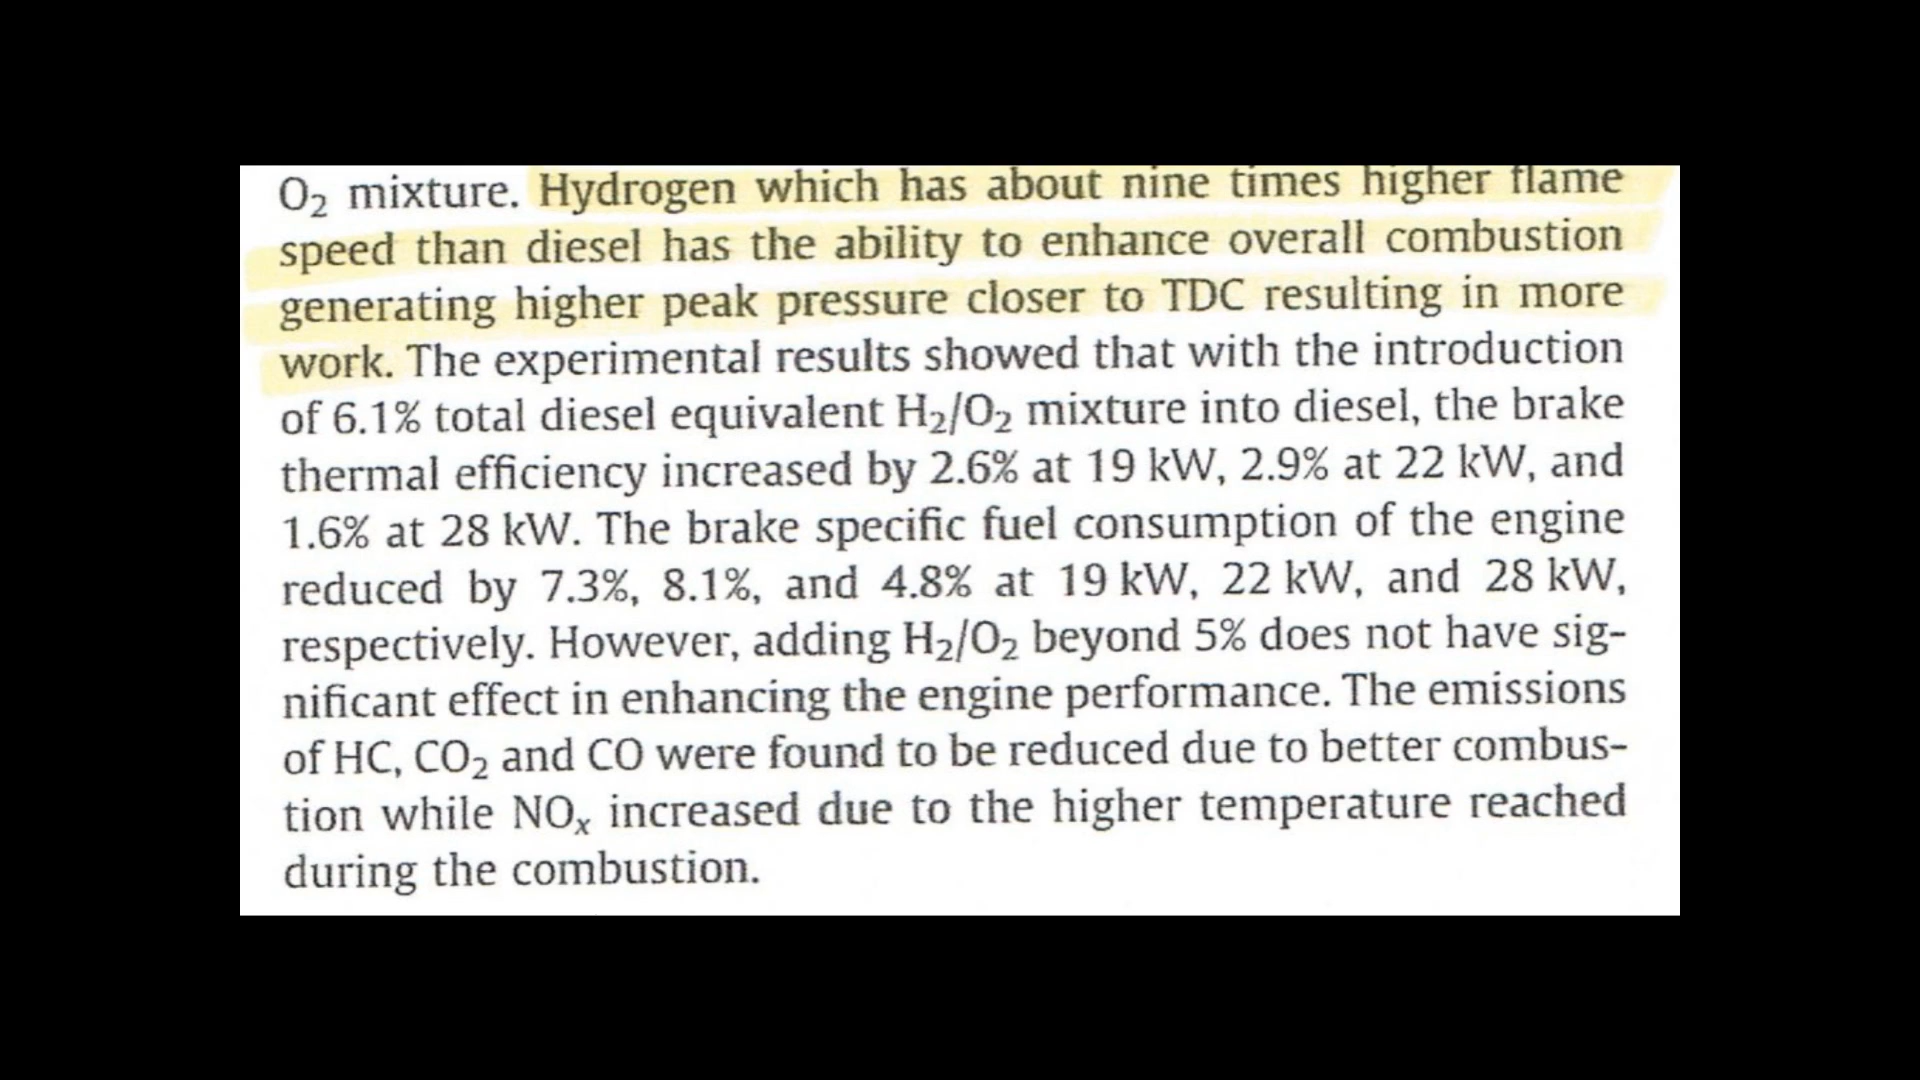 O₂ mixture. Hydrogen which has about nine times higher flame
speed than diesel has the ability to enhance overall combustion
generating higher peak pressure closer to TDC resulting in more
work. The experimental results showed that with the introduction
of 6.1% total diesel equivalent H₂/O₂ mixture into diesel, the brake
thermal efficiency increased by 2.6% at 19 kW, 2.9% at 22 kW, and
1.6% at 28 kW. The brake specific fuel consumption of the engine
reduced by 7.3%, 8.1%, and 4.8% at 19 kW, 22 kW, and 28 kW,
respectively. However, adding H₂/O₂ beyond 5% does not have sig-
nificant effect in enhancing the engine performance. The emissions
of HC, CO₂ and CO were found to be reduced due to better combus-
tion while NOₓ increased due to the higher temperature reached
during the combustion.